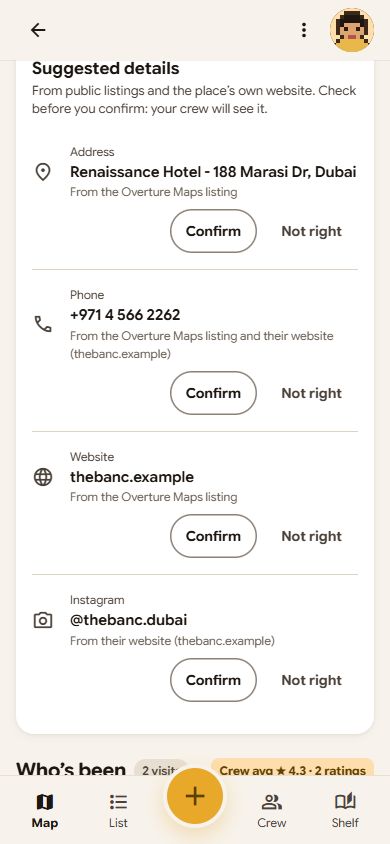 Suggested details
From public listings and the place’s own website. Check
before you confirm: your crew will see it.
Address
Renaissance Hotel - 188 Marasi Dr, Dubai
From the Overture Maps listing
Confirm
Not right
Phone
+971 4 566 2262
From the Overture Maps listing and their website
(thebanc.example)
Confirm
Not right
Website
thebanc.example
From the Overture Maps listing
Confirm
Not right
Instagram
@thebanc.dubai
From their website (thebanc.example)
Confirm
Not right
Who’s been
2 visits
Crew avg ★ 4.3 · 2 ratings
Map
List
Crew
Shelf